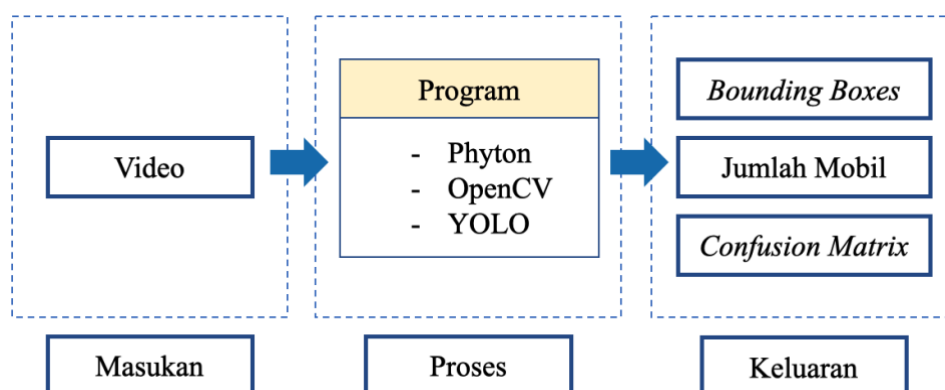 Video
Program
- Phyton
- OpenCV
- YOLO
Bounding Boxes
Jumlah Mobil
Confusion Matrix
Masukan
Proses
Keluaran